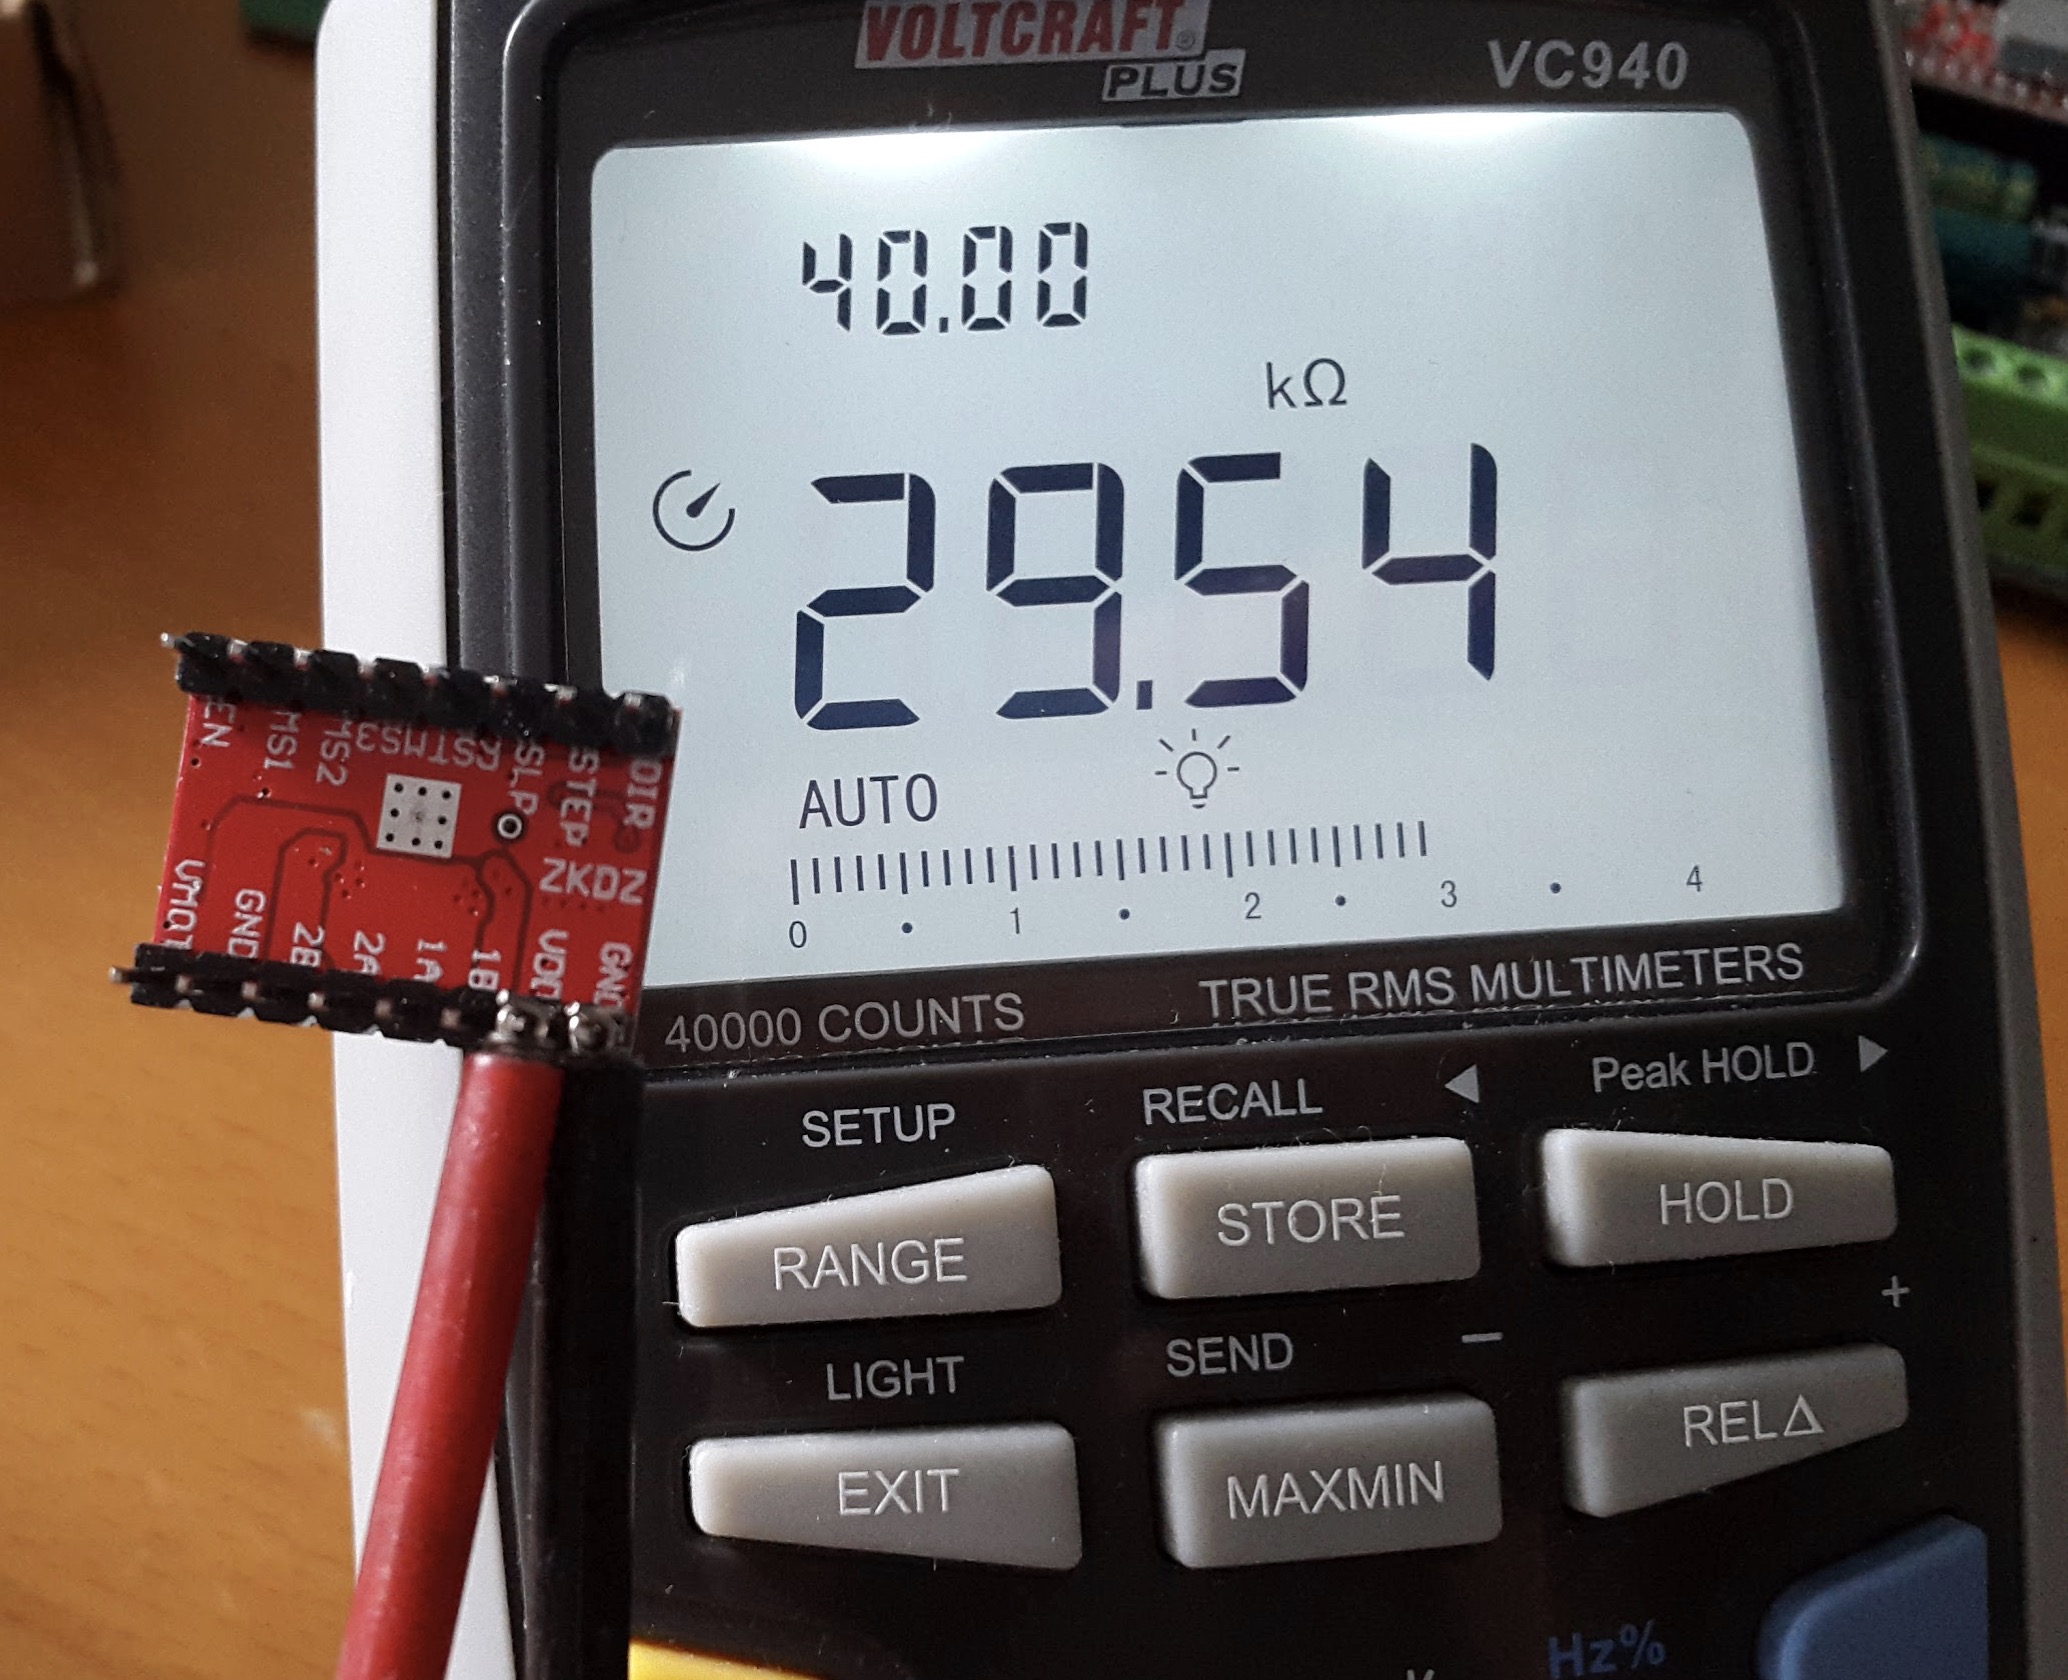 VOLTCRAFT®
PLUS
VC940
40.00
kΩ
29.54
AUTO
0 1 2 3 4
40000 COUNTS
TRUE RMS MULTIMETERS
SETUP
RECALL
Peak HOLD
RANGE
STORE
HOLD
+
LIGHT
SEND
–
EXIT
MAXMIN
REL△
Hz%
EN
MS1
MS2
MS3
RST
SLP
STEP
DIR
ZKDZ
VMOT
GND
2B
2A
1A
1B
VDD
GND